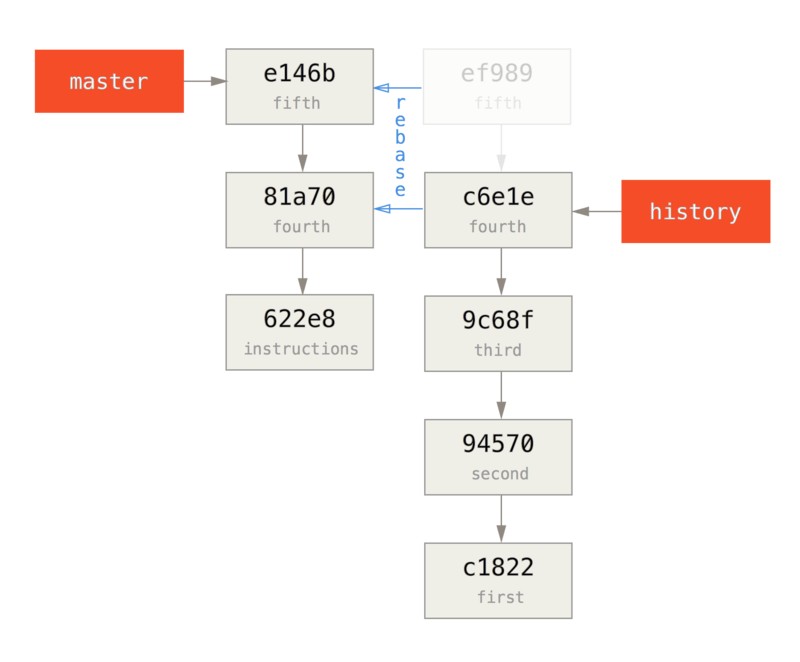 master
e146b
fifth
ef989
fifth
rebase
81a70
fourth
c6e1e
fourth
history
622e8
instructions
9c68f
third
94570
second
c1822
first